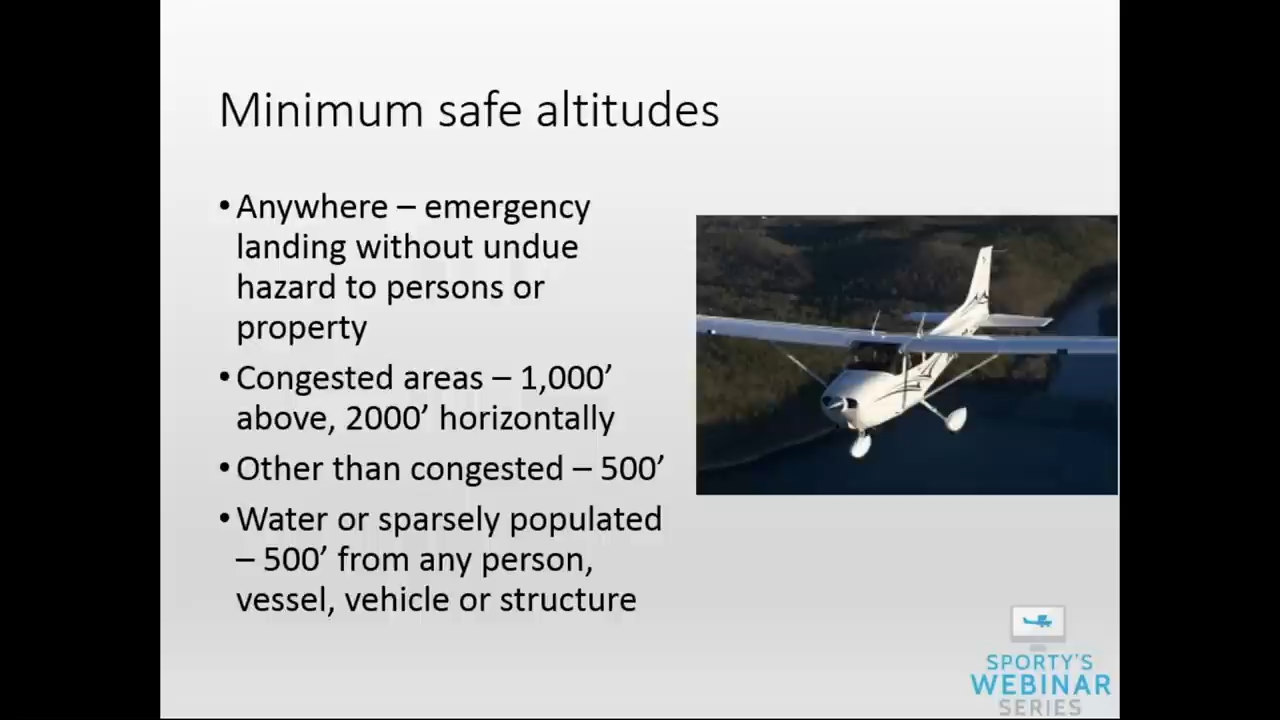 Minimum safe altitudes
•Anywhere – emergency
landing without undue
hazard to persons or
property
•Congested areas – 1,000’
above, 2000’ horizontally
•Other than congested – 500’
•Water or sparsely populated
– 500’ from any person,
vessel, vehicle or structure
SPORTY'S
WEBINAR
SERIES